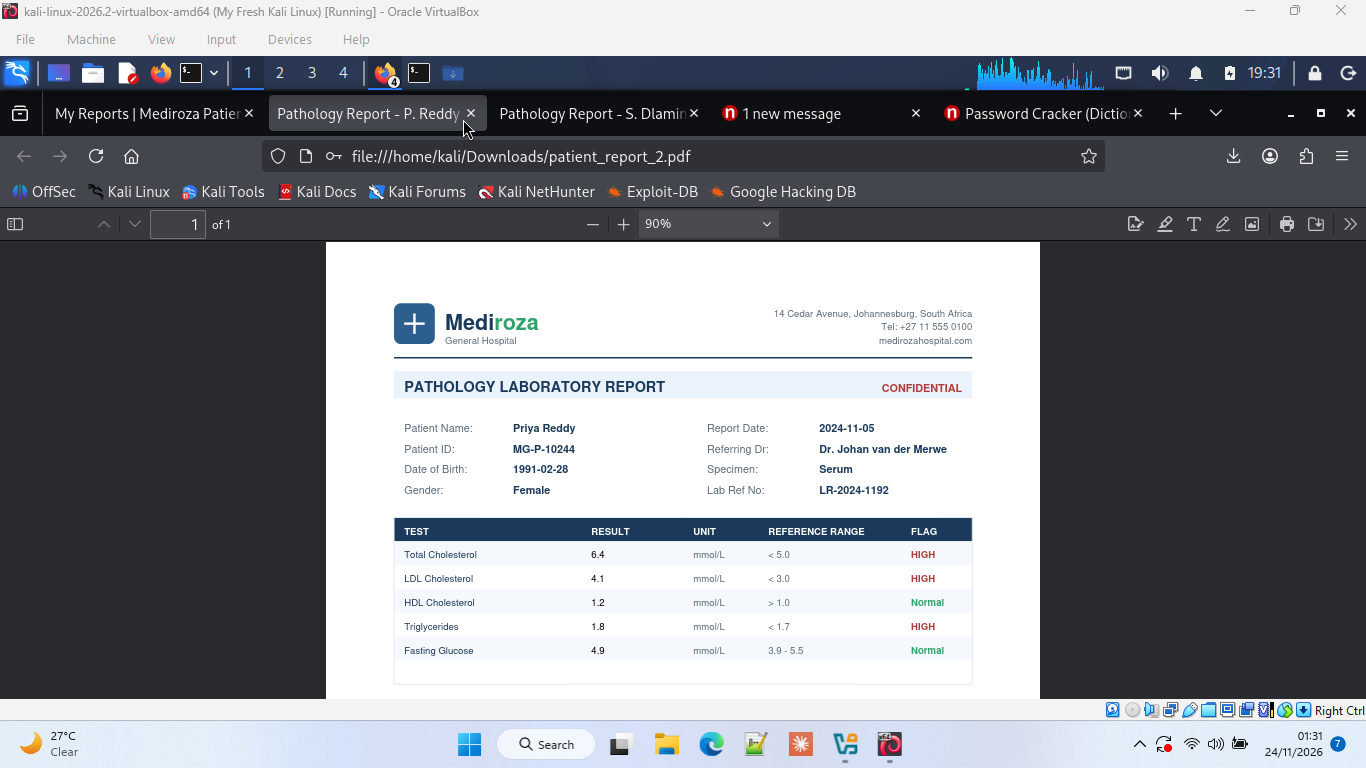 kali-linux-2026.2-virtualbox-amd64 (My Fresh Kali Linux) [Running] - Oracle VirtualBox
File Machine View Input Devices Help
1 2 3 4 4 19:31
My Reports | Mediroza Patier Pathology Report - P. Reddy Pathology Report - S. Dlamin 1 new message Password Cracker (Dictio
file:///home/kali/Downloads/patient_report_2.pdf
OffSec Kali Linux Kali Tools Kali Docs Kali Forums Kali NetHunter Exploit-DB Google Hacking DB
1 of 1 90%
Mediroza
General Hospital
14 Cedar Avenue, Johannesburg, South Africa
Tel: +27 11 555 0100
medirozahospital.com
PATHOLOGY LABORATORY REPORT CONFIDENTIAL
Patient Name: Priya Reddy Report Date: 2024-11-05
Patient ID: MG-P-10244 Referring Dr: Dr. Johan van der Merwe
Date of Birth: 1991-02-28 Specimen: Serum
Gender: Female Lab Ref No: LR-2024-1192
TEST RESULT UNIT REFERENCE RANGE FLAG
Total Cholesterol 6.4 mmol/L < 5.0 HIGH
LDL Cholesterol 4.1 mmol/L < 3.0 HIGH
HDL Cholesterol 1.2 mmol/L > 1.0 Normal
Triglycerides 1.8 mmol/L < 1.7 HIGH
Fasting Glucose 4.9 mmol/L 3.9 - 5.5 Normal
Right Ctrl
27°C
Clear
Search
01:31
24/11/2026
7